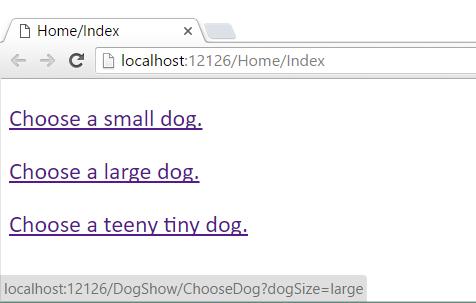 Home/Index
localhost:12126/Home/Index
Choose a small dog.
Choose a large dog.
Choose a teeny tiny dog.
localhost:12126/DogShow/ChooseDog?dogSize=large